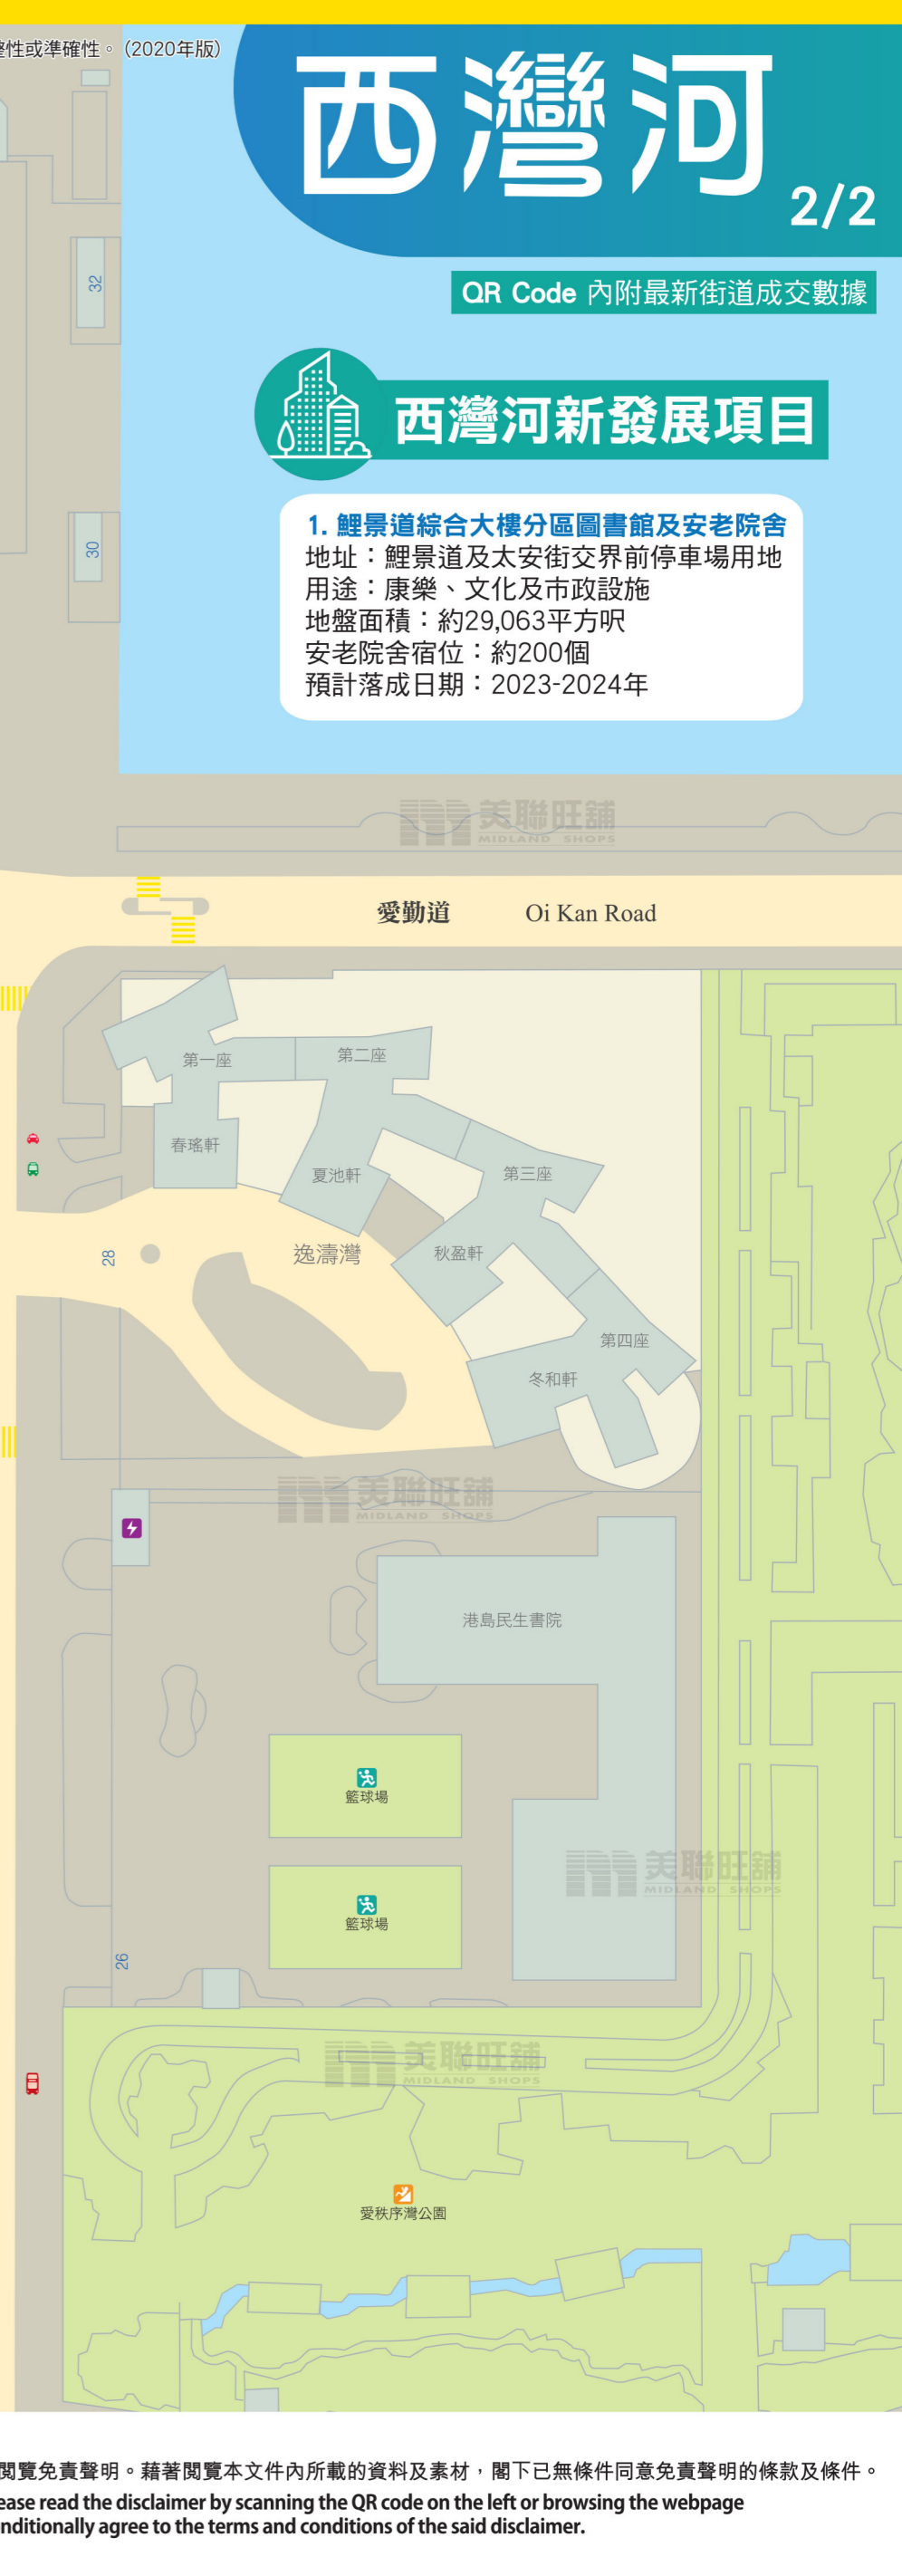 整性或準確性。（2020年版）
西灣河
2/2
QR Code 內附最新街道成交數據
西灣河新發展項目
1. 鯉景道綜合大樓分區圖書館及安老院舍
地址：鯉景道及太安街交界前停車場用地
用途：康樂、文化及市政設施
地盤面積：約29,063平方呎
安老院舍宿位：約200個
預計落成日期：2023-2024年
32
30
美聯旺舖
MIDLAND SHOPS
愛勤道 Oi Kan Road
第一座
第二座
春瑤軒
夏池軒
第三座
28
逸濤灣
秋盈軒
第四座
冬和軒
美聯旺舖
MIDLAND SHOPS
港島民生書院
籃球場
美聯旺舖
MIDLAND SHOPS
籃球場
26
美聯旺舖
MIDLAND SHOPS
愛秩序灣公園
閱覽免責聲明。藉著閱覽本文件內所載的資料及素材，閣下已無條件同意免責聲明的條款及條件。
ease read the disclaimer by scanning the QR code on the left or browsing the webpage
nditionally agree to the terms and conditions of the said disclaimer.